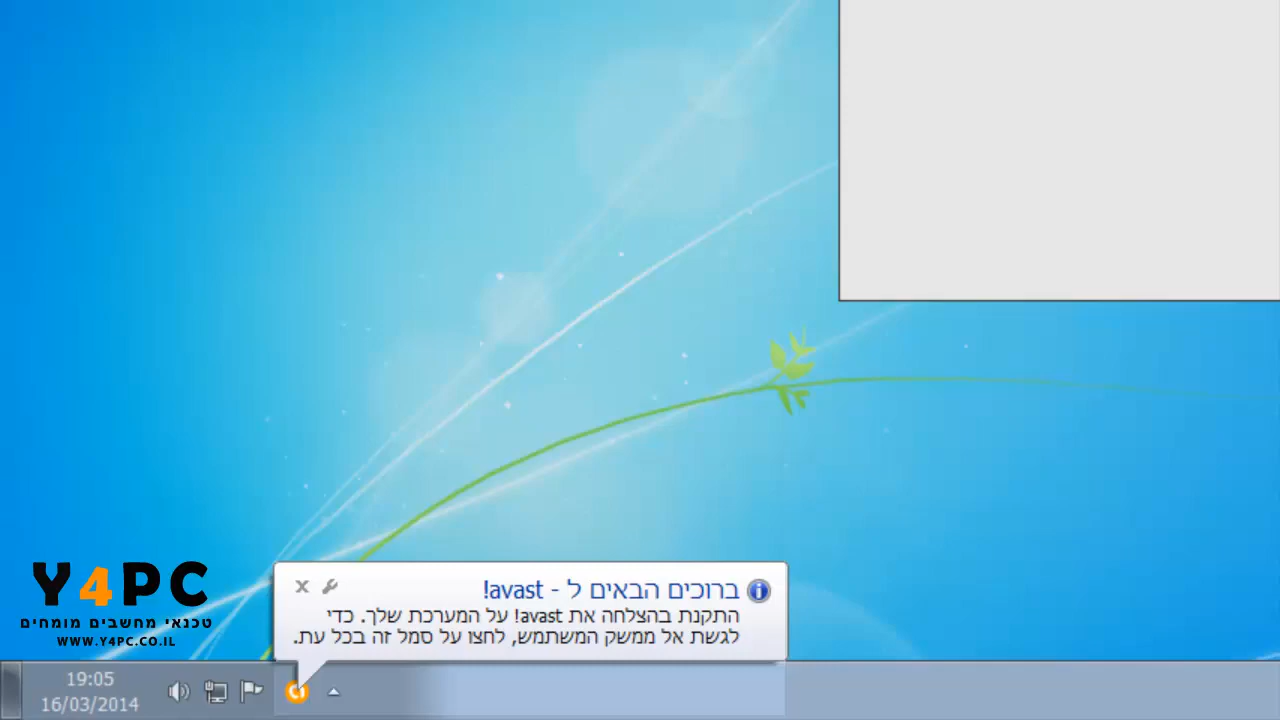 ברוכים הבאים ל - avast!
התקנת בהצלחה את avast! על המערכת שלך. כדי
לגשת אל ממשק המשתמש, לחצו על סמל זה בכל עת.
Y4PC
טכנאי מחשבים מומחים
WWW.Y4PC.CO.IL
19:05
16/03/2014